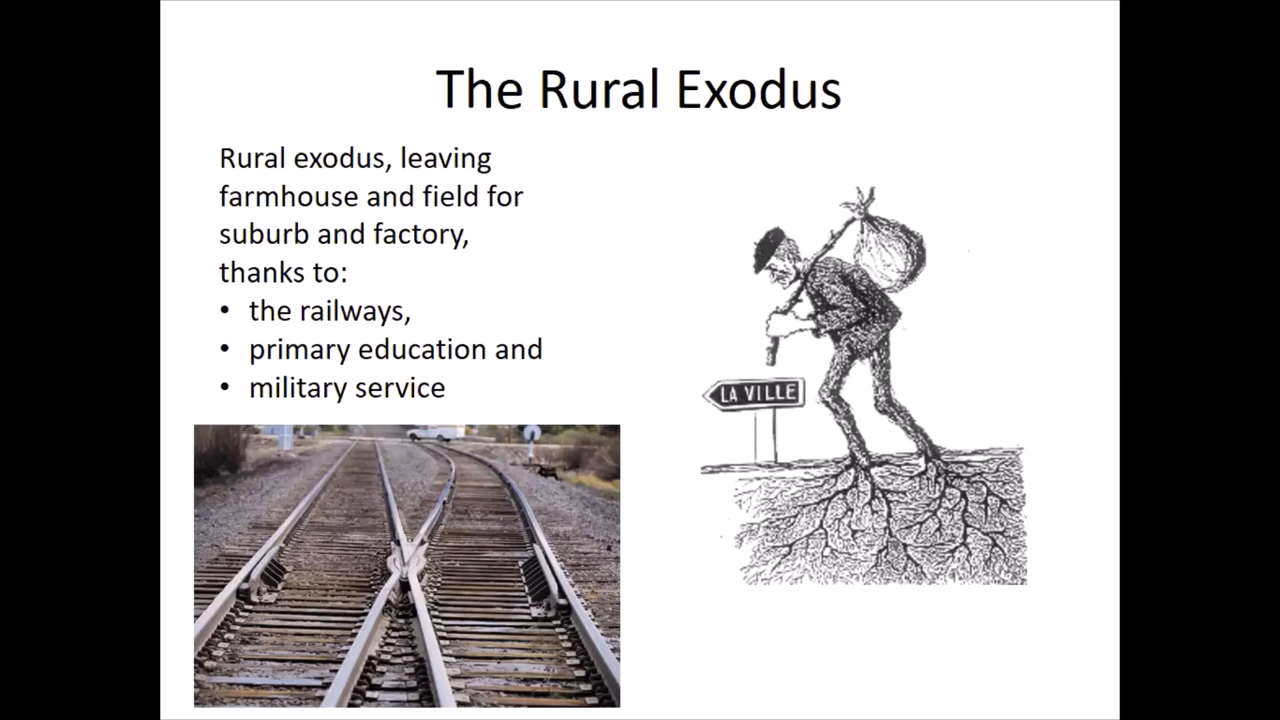 The Rural Exodus
Rural exodus, leaving
farmhouse and field for
suburb and factory,
thanks to:
• the railways,
• primary education and
• military service
LA VILLE